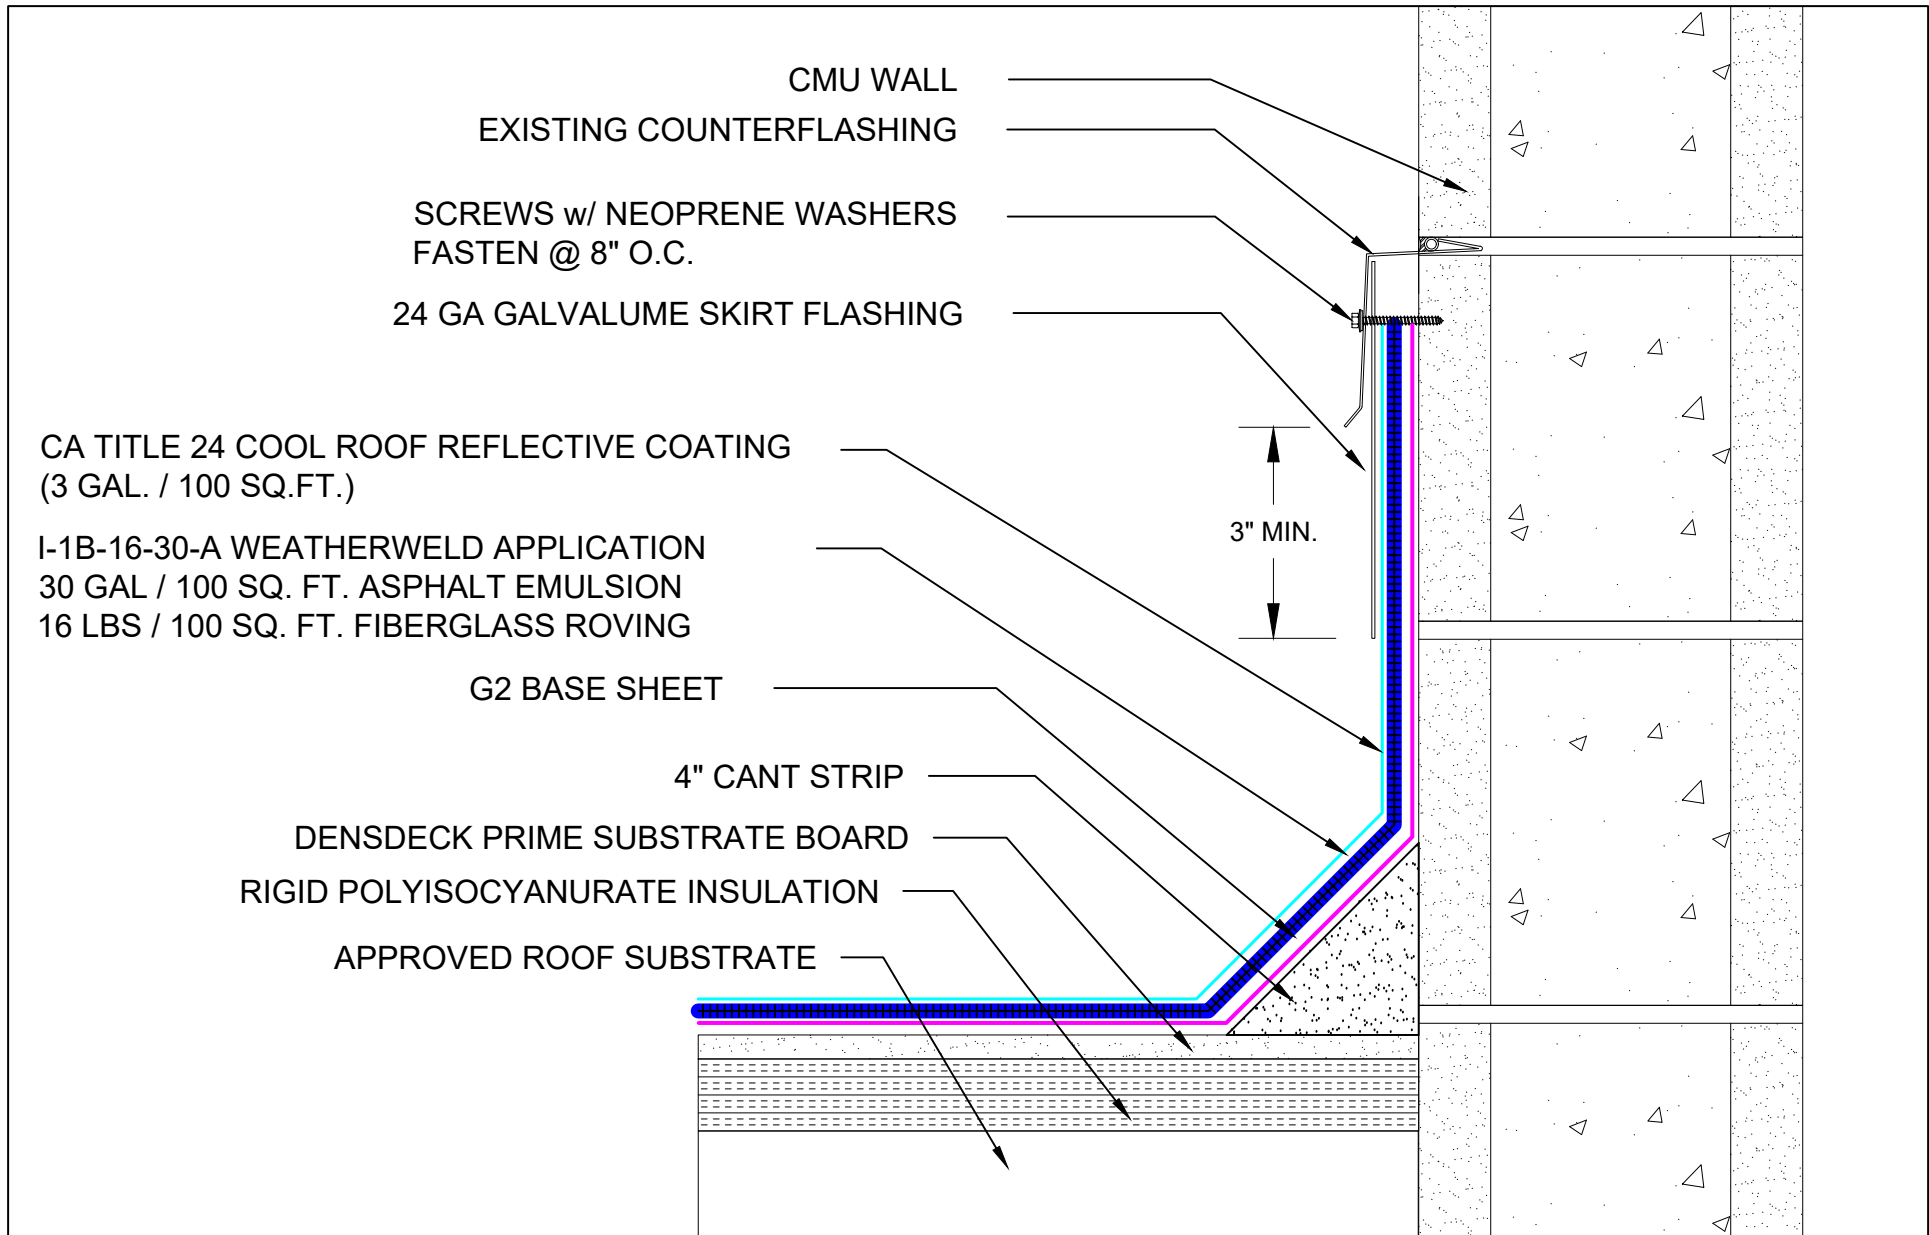 CMU WALL
EXISTING COUNTERFLASHING
SCREWS w/ NEOPRENE WASHERS
FASTEN @ 8" O.C.
24 GA GALVALUME SKIRT FLASHING
CA TITLE 24 COOL ROOF REFLECTIVE COATING
(3 GAL. / 100 SQ.FT.)
3" MIN.
I-1B-16-30-A WEATHERWELD APPLICATION
30 GAL / 100 SQ. FT. ASPHALT EMULSION
16 LBS / 100 SQ. FT. FIBERGLASS ROVING
G2 BASE SHEET
4" CANT STRIP
DENSDECK PRIME SUBSTRATE BOARD
RIGID POLYISOCYANURATE INSULATION
APPROVED ROOF SUBSTRATE